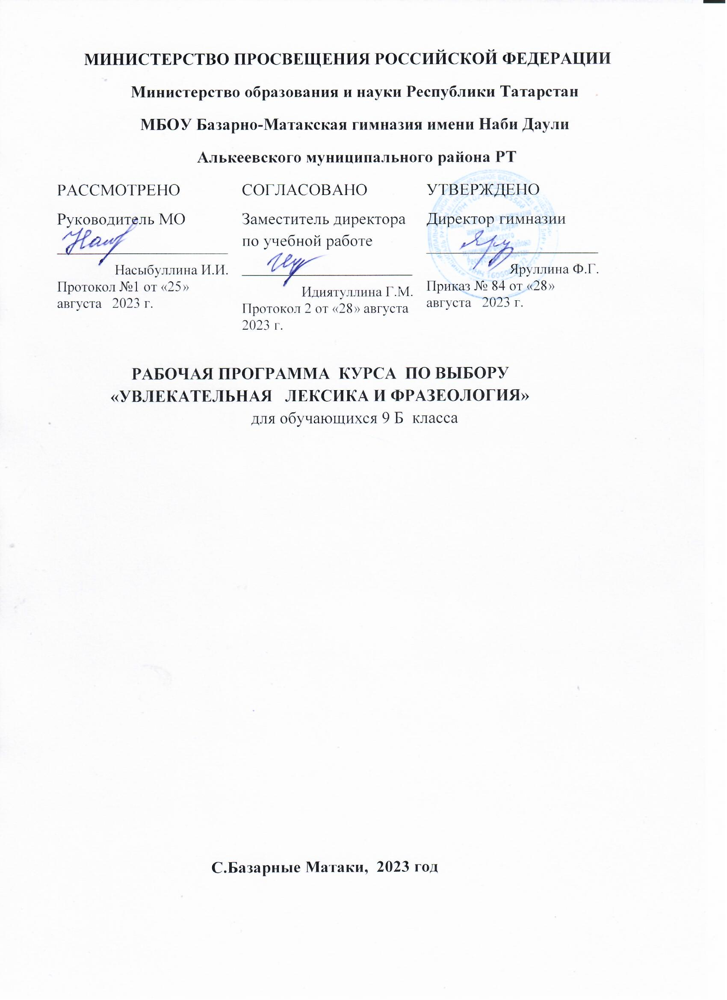 МИНИСТЕРСТВО ПРОСВЕЩЕНИЯ РОССИЙСКОЙ ФЕДЕРАЦИИ
Министерство образования и науки Республики Татарстан
МБОУ Базарно-Матакская гимназия имени Наби Даули
Алькеевского муниципального района РТ
РАССМОТРЕНО
Руководитель МО
Насыбуллина И.И.
Протокол №1 от «25»
августа 2023 г.
СОГЛАСОВАНО
Заместитель директора
по учебной работе
Идиятуллина Г.М.
Протокол 2 от «28» августа
2023 г.
УТВЕРЖДЕНО
Директор гимназии
Яруллина Ф.Г.
Приказ № 84 от «28»
августа 2023 г.
РАБОЧАЯ ПРОГРАММА КУРСА ПО ВЫБОРУ
«УВЛЕКАТЕЛЬНАЯ ЛЕКСИКА И ФРАЗЕОЛОГИЯ»
для обучающихся 9 Б класса
С.Базарные Матаки, 2023 год